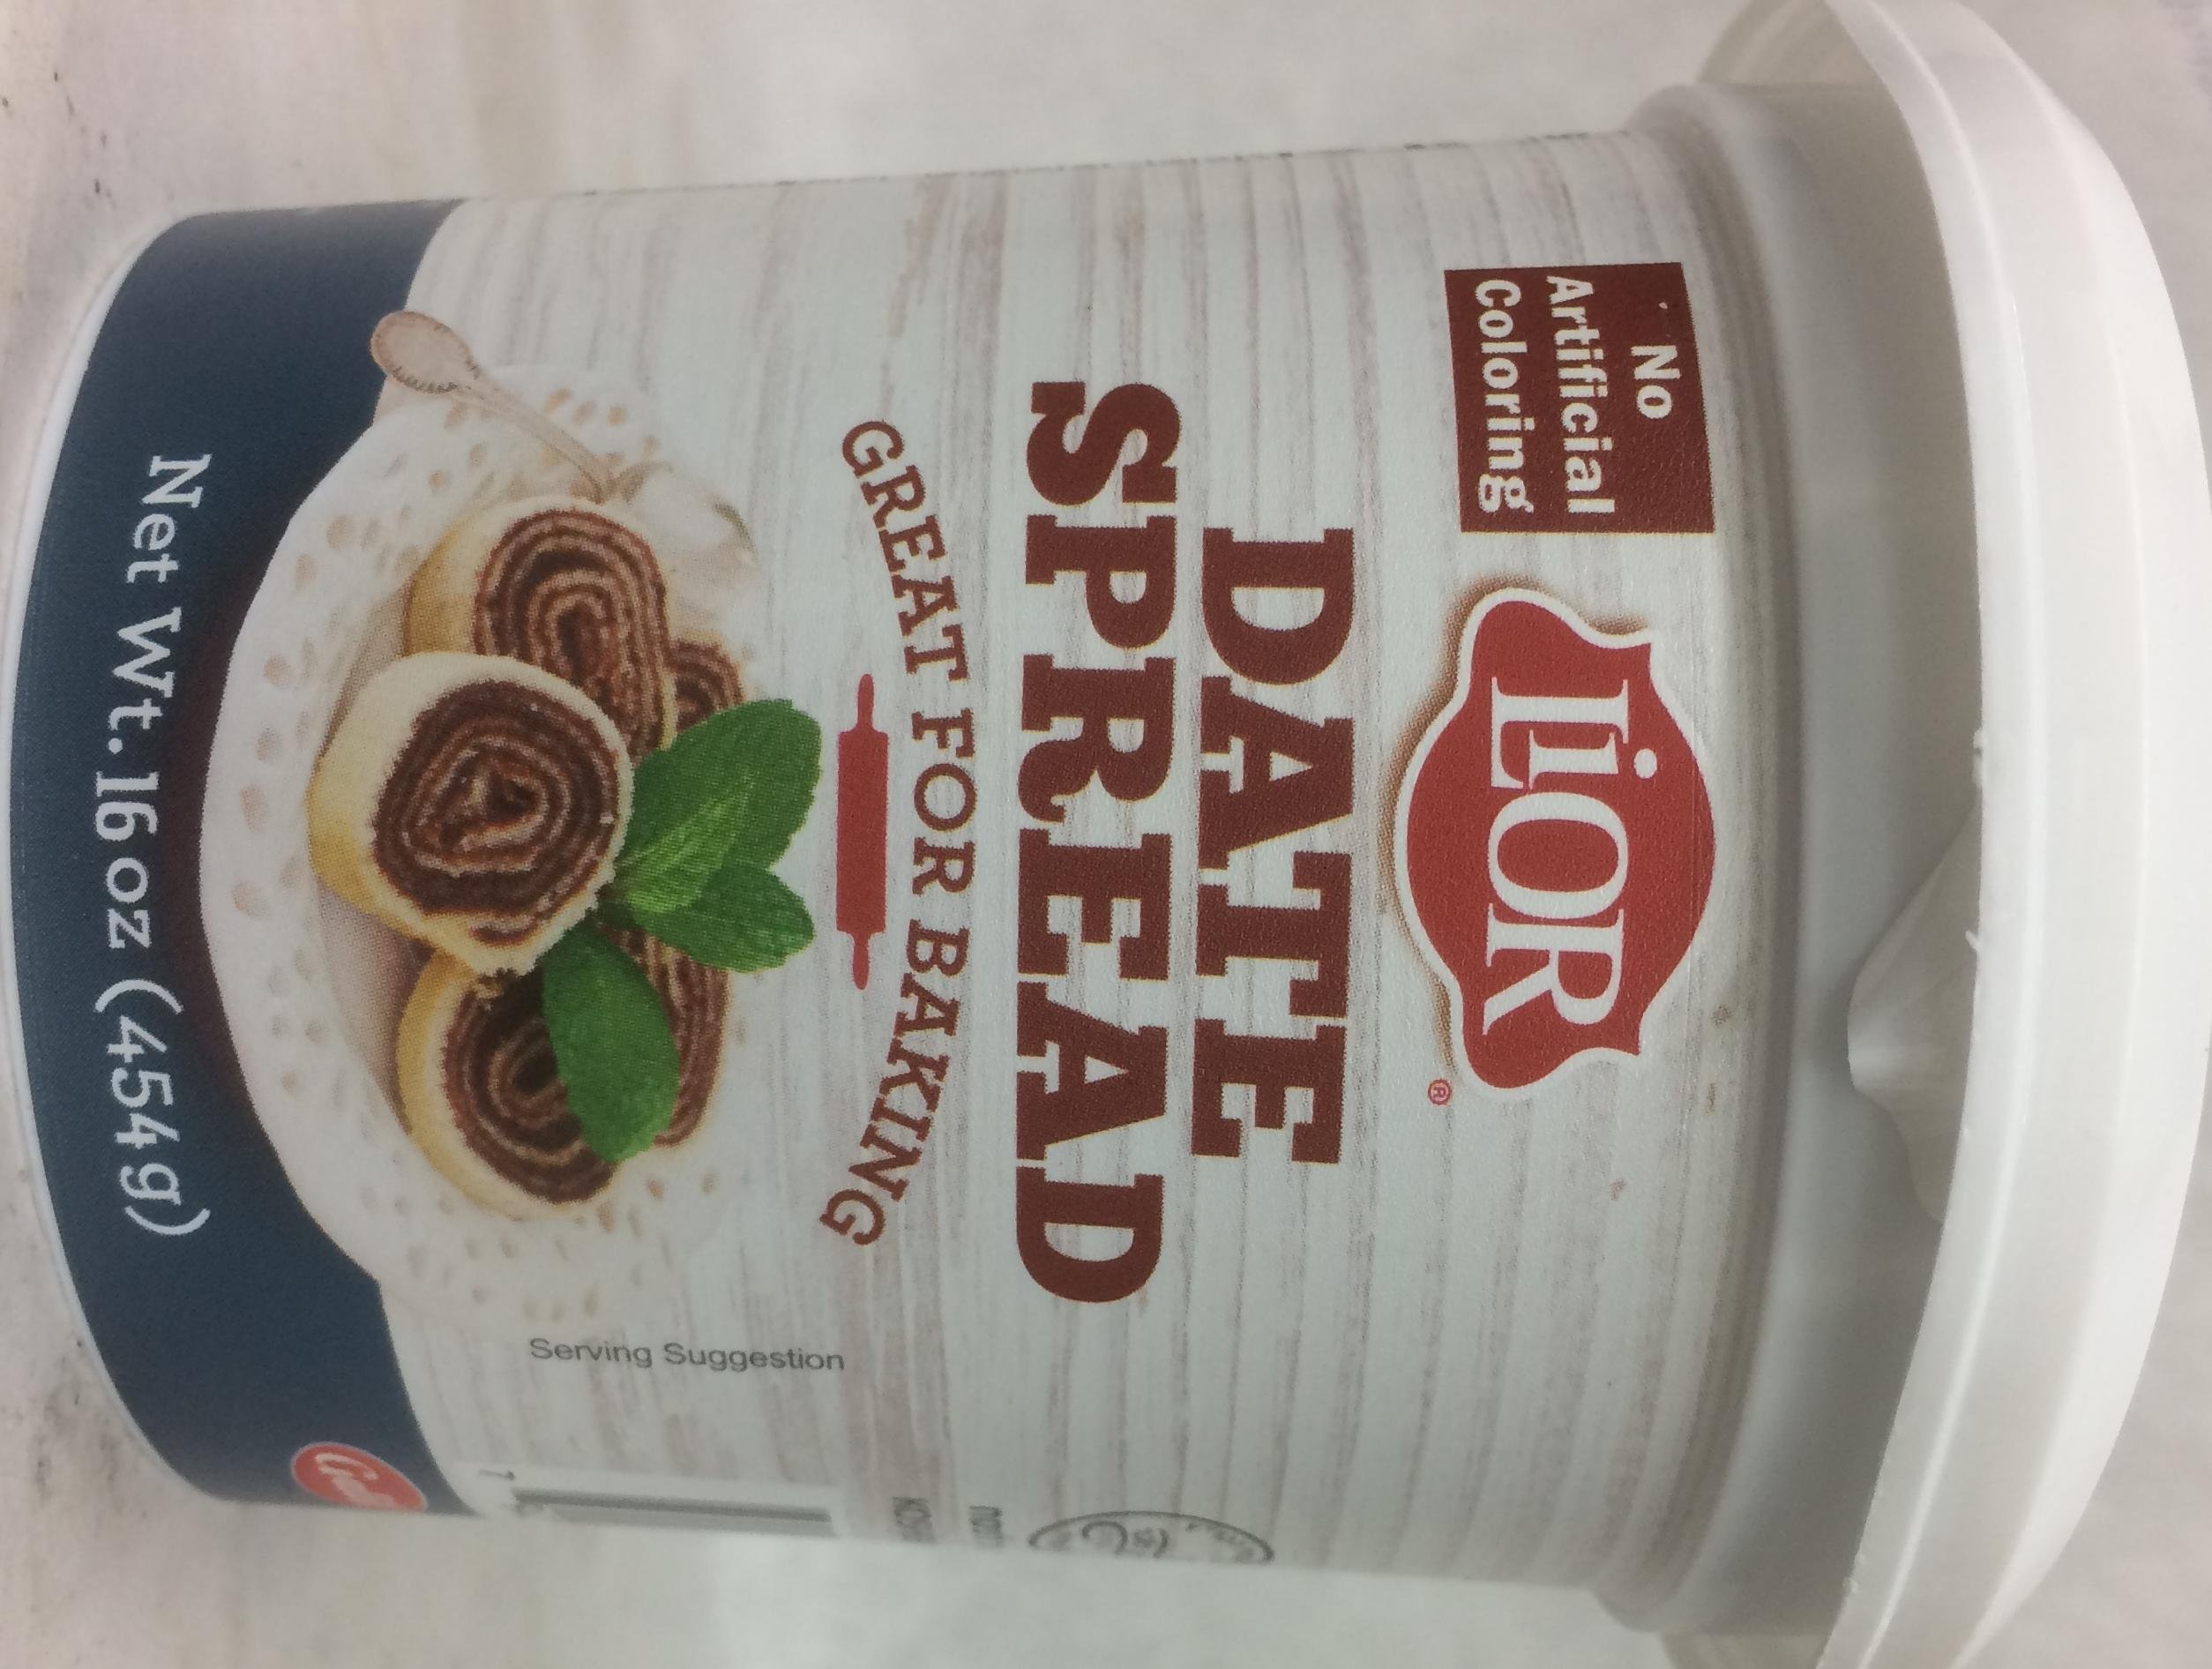 No
Artificial
Coloring
LiOR
®
DATE
SPREAD
GREAT FOR BAKING
Serving Suggestion
Net Wt. 16 oz (454g)